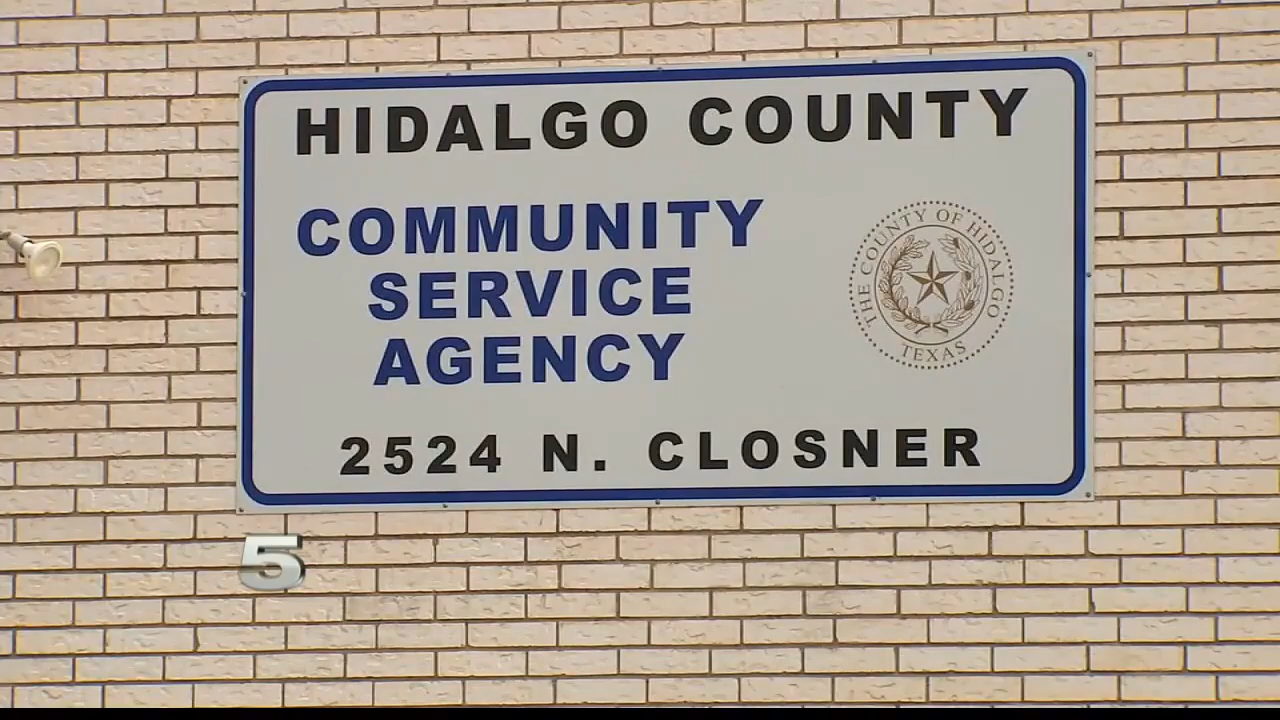 HIDALGO COUNTY
COMMUNITY
SERVICE
AGENCY
THE COUNTY OF HIDALGO
TEXAS
2524 N. CLOSNER
5